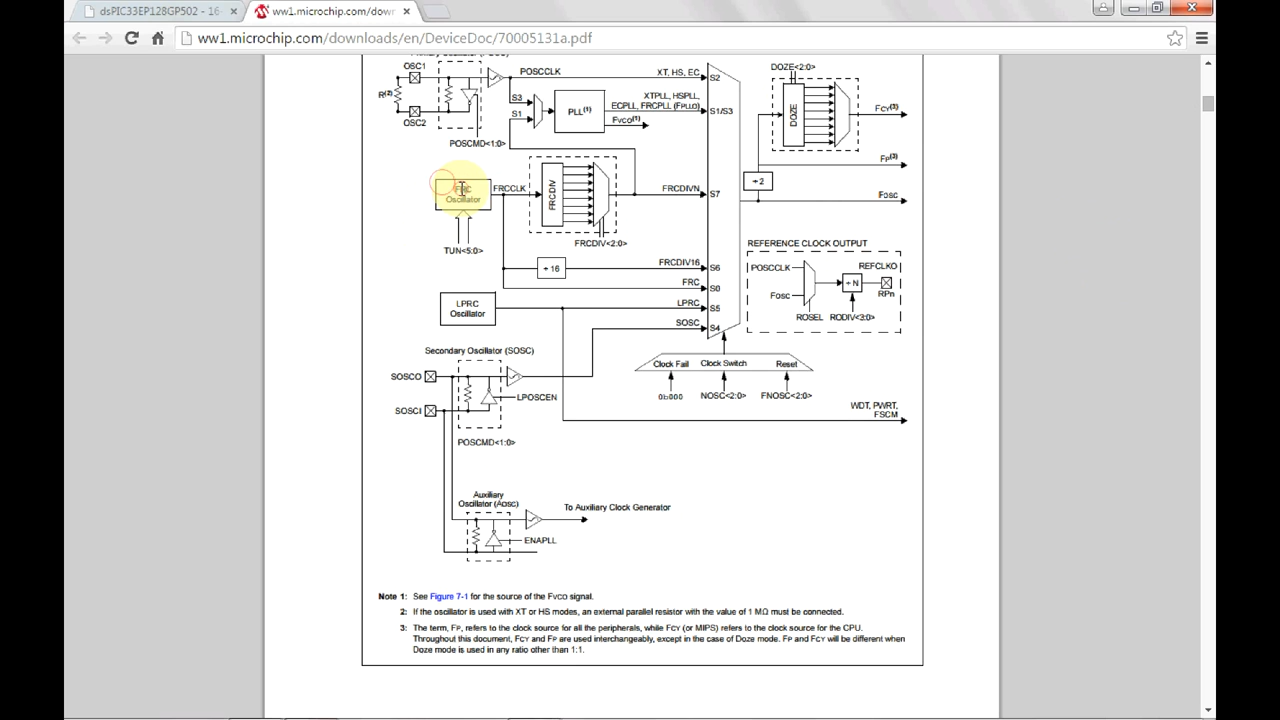 dsPIC33EP128GP502 - 16-
ww1.microchip.com/down
ww1.microchip.com/downloads/en/DeviceDoc/70005131a.pdf
OSC1
R(2)
OSC2
POSCMD<1:0>
POSCCLK
S3
S1
PLL(1)
XT, HS, EC
XTPLL, HSPLL,
ECPLL, FRCPLL (FPLLO)
FVCO(1)
S2
S1/S3
DOZE<2:0>
DOZE
FCY(3)
FP(3)
÷ 2
FOSC
FRC
Oscillator
TUN<5:0>
FRCCLK
FRCDIV
FRCDIV<2:0>
FRCDIVN
S7
÷ 16
FRCDIV16
S6
FRC
S0
LPRC
Oscillator
LPRC
S5
SOSC
S4
REFERENCE CLOCK OUTPUT
POSCCLK
FOSC
÷ N
REFCLKO
RPn
ROSEL
RODIV<3:0>
Clock Fail
Clock Switch
Reset
0b000
NOSC<2:0>
FNOSC<2:0>
WDT, PWRT,
FSCM
Secondary Oscillator (SOSC)
SOSCO
SOSCI
LPOSCEN
POSCMD<1:0>
Auxiliary
Oscillator (AOSC)
To Auxiliary Clock Generator
ENAPLL
Note 1: See Figure 7-1 for the source of the FVCO signal.
2: If the oscillator is used with XT or HS modes, an external parallel resistor with the value of 1 MΩ must be connected.
3: The term, FP, refers to the clock source for all the peripherals, while FCY (or MIPS) refers to the clock source for the CPU.
Throughout this document, FCY and FP are used interchangeably, except in the case of Doze mode. FP and FCY will be different when
Doze mode is used in any ratio other than 1:1.